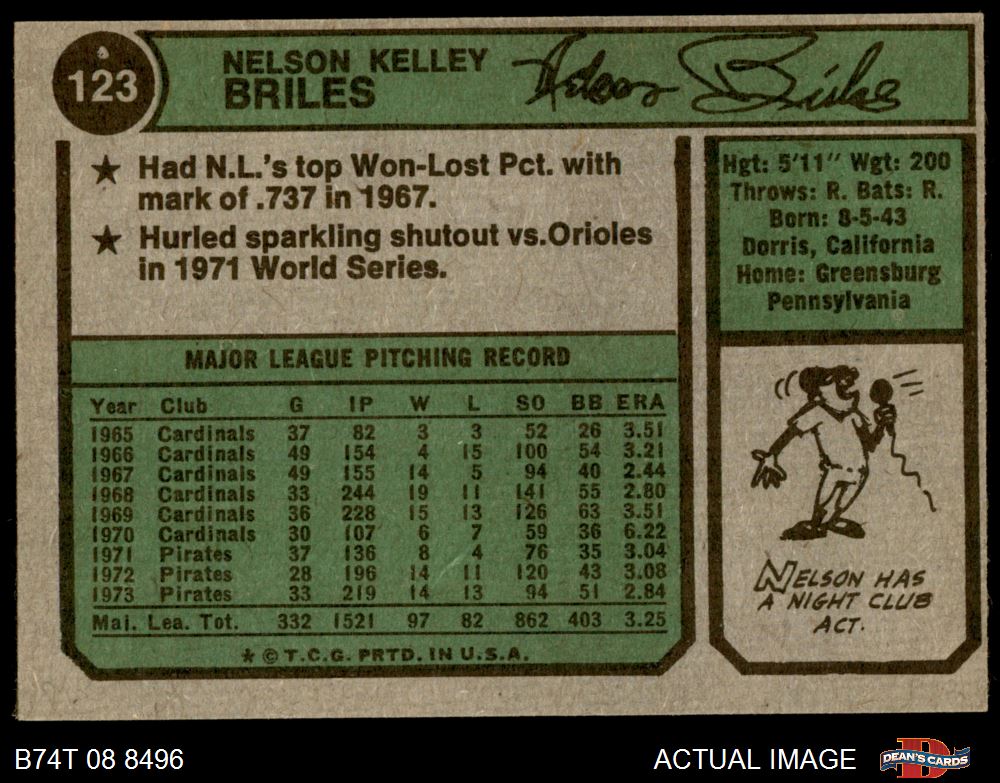 123
NELSON KELLEY
BRILES
Nelson Briles
★ Had N.L.'s top Won-Lost Pct. with
mark of .737 in 1967.
★ Hurled sparkling shutout vs.Orioles
in 1971 World Series.
Hgt: 5'11" Wgt: 200
Throws: R. Bats: R.
Born: 8-5-43
Dorris, California
Home: Greensburg
Pennsylvania
MAJOR LEAGUE PITCHING RECORD
Year Club G IP W L SO BB ERA
1965 Cardinals 37 82 3 3 52 26 3.51
1966 Cardinals 49 154 4 15 100 54 3.21
1967 Cardinals 49 155 14 5 94 40 2.44
1968 Cardinals 33 244 19 11 141 55 2.80
1969 Cardinals 36 228 15 13 126 63 3.51
1970 Cardinals 30 107 6 7 59 36 6.22
1971 Pirates 37 136 8 4 76 35 3.04
1972 Pirates 28 196 14 11 120 43 3.08
1973 Pirates 33 219 14 13 94 51 2.84
Maj. Lea. Tot. 332 1521 97 82 862 403 3.25
★ © T.C.G. PRTD. IN U.S.A.
NELSON HAS
A NIGHT CLUB
ACT.
B74T 08 8496
ACTUAL IMAGE
DEAN'S CARDS